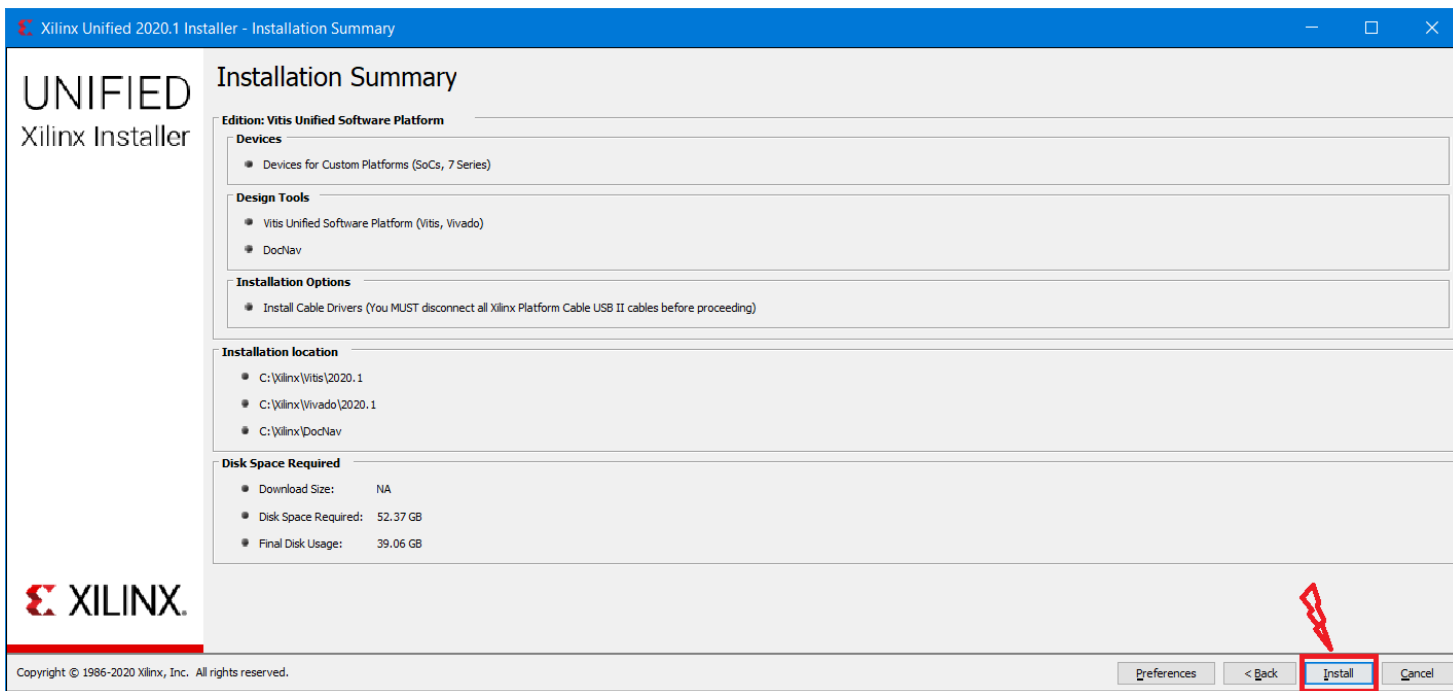 Xilinx Unified 2020.1 Installer - Installation Summary
UNIFIED
Xilinx Installer
Installation Summary
Edition: Vitis Unified Software Platform
Devices
Devices for Custom Platforms (SoCs, 7 Series)
Design Tools
Vitis Unified Software Platform (Vitis, Vivado)
DocNav
Installation Options
Install Cable Drivers (You MUST disconnect all Xilinx Platform Cable USB II cables before proceeding)
Installation location
C:\Xilinx\Vitis\2020.1
C:\Xilinx\Vivado\2020.1
C:\Xilinx\DocNav
Disk Space Required
Download Size: NA
Disk Space Required: 52.37 GB
Final Disk Usage: 39.06 GB
XILINX.
Copyright © 1986-2020 Xilinx, Inc. All rights reserved.
Preferences < Back Install Cancel